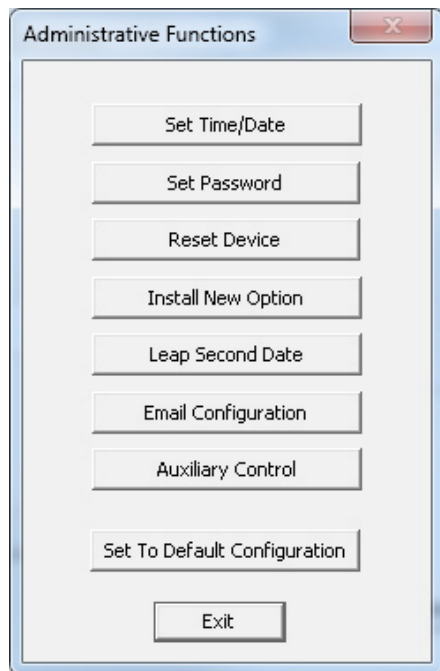 Administrative Functions
Set Time/Date
Set Password
Reset Device
Install New Option
Leap Second Date
Email Configuration
Auxiliary Control
Set To Default Configuration
Exit